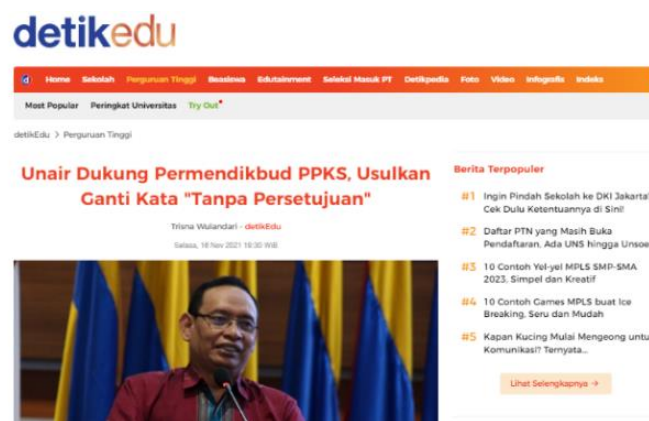 detikedu
d Home Sekolah Perguruan Tinggi Beasiswa Edutainment Seleksi Masuk PT Detikpedia Foto Video Infografis Indeks
Most Popular Peringkat Universitas Try Out
detikEdu > Perguruan Tinggi
Unair Dukung Permendikbud PPKS, Usulkan
Ganti Kata "Tanpa Persetujuan"
Trisna Wulandari - detikEdu
Selasa, 16 Nov 2021 18:30 WIB
Berita Terpopuler
#1 Ingin Pindah Sekolah ke DKI Jakarta?
Cek Dulu Ketentuannya di Sini!
#2 Daftar PTN yang Masih Buka
Pendaftaran, Ada UNS hingga Unsoe
#3 10 Contoh Yel-yel MPLS SMP-SMA
2023, Simpel dan Kreatif
#4 10 Contoh Games MPLS buat Ice
Breaking, Seru dan Mudah
#5 Kapan Kucing Mulai Mengeong untu
Komunikasi? Ternyata...
Lihat Selengkapnya →